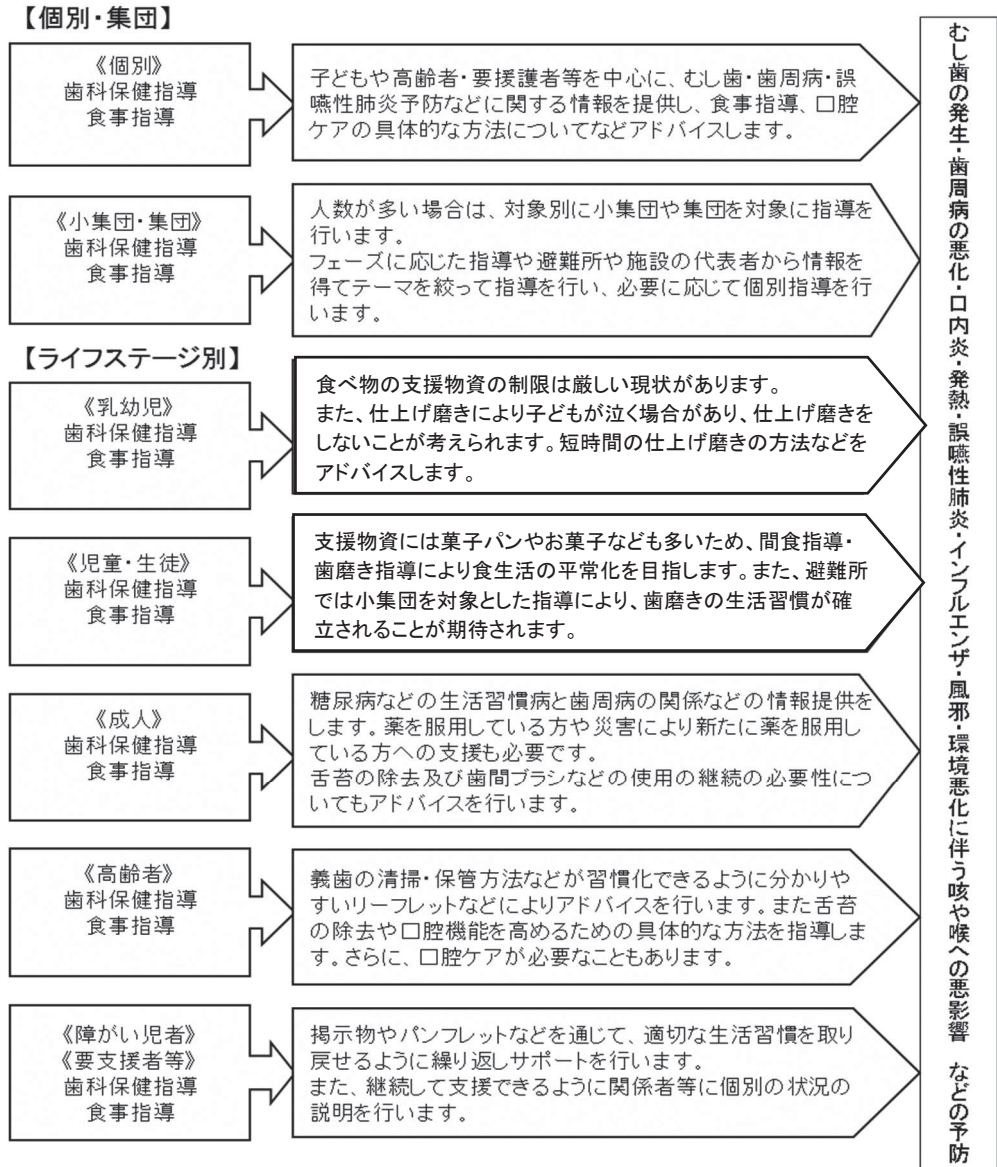 【個別・集団】
《個別》
歯科保健指導
食事指導
子どもや高齢者・要援護者等を中心に、むし歯・歯周病・誤
嚥性肺炎予防などに関する情報を提供し、食事指導、口腔
ケアの具体的な方法についてなどアドバイスします。
《小集団・集団》
歯科保健指導
食事指導
人数が多い場合は、対象別に小集団や集団を対象に指導を
行います。
フェーズに応じた指導や避難所や施設の代表者から情報を
得てテーマを絞って指導を行い、必要に応じて個別指導を行
います。
【ライフステージ別】
《乳幼児》
歯科保健指導
食事指導
食べ物の支援物資の制限は厳しい現状があります。
また、仕上げ磨きにより子どもが泣く場合があり、仕上げ磨きを
しないことが考えられます。短時間の仕上げ磨きの方法などを
アドバイスします。
《児童・生徒》
歯科保健指導
食事指導
支援物資には菓子パンやお菓子なども多いため、間食指導・
歯磨き指導により食生活の平常化を目指します。また、避難所
では小集団を対象とした指導により、歯磨きの生活習慣が確
立されることが期待されます。
《成人》
歯科保健指導
食事指導
糖尿病などの生活習慣病と歯周病の関係などの情報提供を
します。薬を服用している方や災害により新たに薬を服用し
ている方への支援も必要です。
舌苔の除去及び歯間ブラシなどの使用の継続の必要性につ
いてもアドバイスを行います。
《高齢者》
歯科保健指導
食事指導
義歯の清掃・保管方法などが習慣化できるように分かりや
すいリーフレットなどによりアドバイスを行います。また舌苔
の除去や口腔機能を高めるための具体的な方法を指導しま
す。さらに、口腔ケアが必要なこともあります。
《障がい児者》
《要支援者等》
歯科保健指導
食事指導
掲示物やパンフレットなどを通じて、適切な生活習慣を取り
戻せるように繰り返しサポートを行います。
また、継続して支援できるように関係者等に個別の状況の
説明を行います。
むし歯の発生・歯周病の悪化・口内炎・発熱・誤嚥性肺炎・インフルエンザ・風邪・環境悪化に伴う咳や喉への悪影響 などの予防